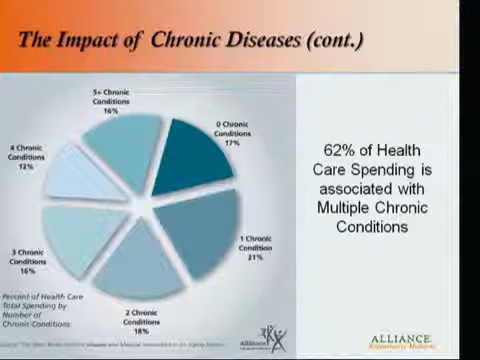 The Impact of Chronic Diseases (cont.)
5+ Chronic
Conditions
16%
0 Chronic
Conditions
17%
4 Chronic
Conditions
12%
1 Chronic
Condition
21%
3 Chronic
Conditions
16%
2 Chronic
Conditions
18%
Percent of Health Care
Total Spending by
Number of
Chronic Conditions
62% of Health
Care Spending is
associated with
Multiple Chronic
Conditions
Alliance
ALLIANCE